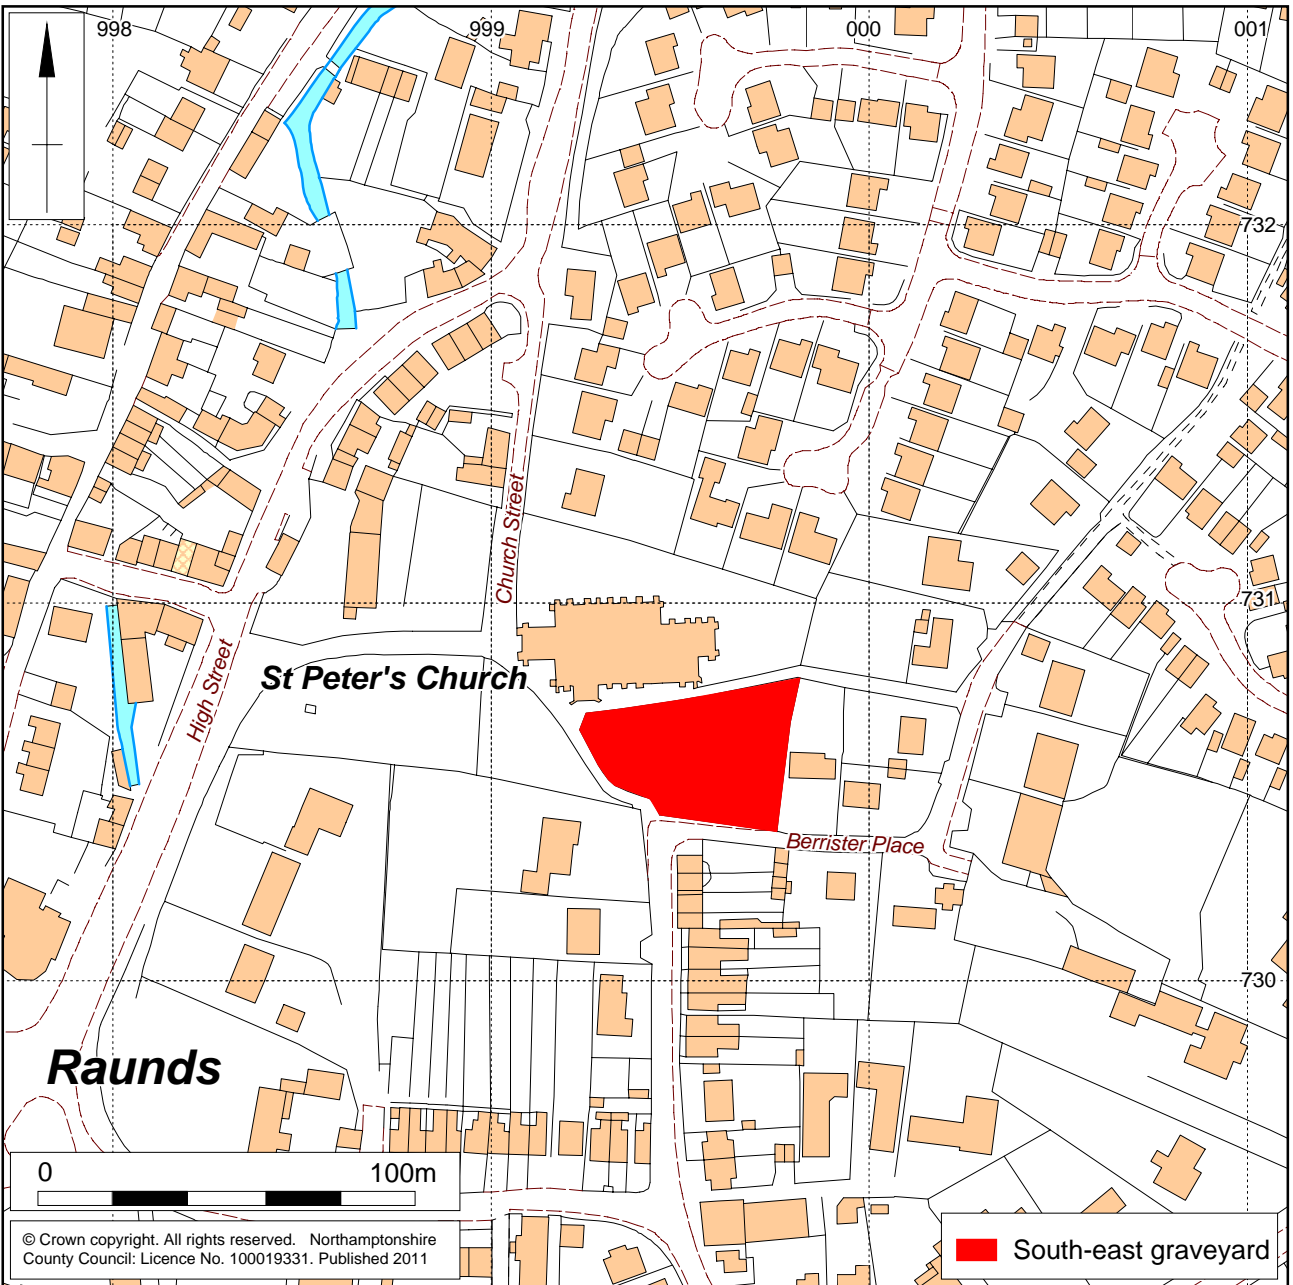 998
999
000
001
732
Church Street
731
St Peter's Church
High Street
Berrister Place
730
Raunds
0 100m
© Crown copyright. All rights reserved. Northamptonshire
County Council: Licence No. 100019331. Published 2011
South-east graveyard